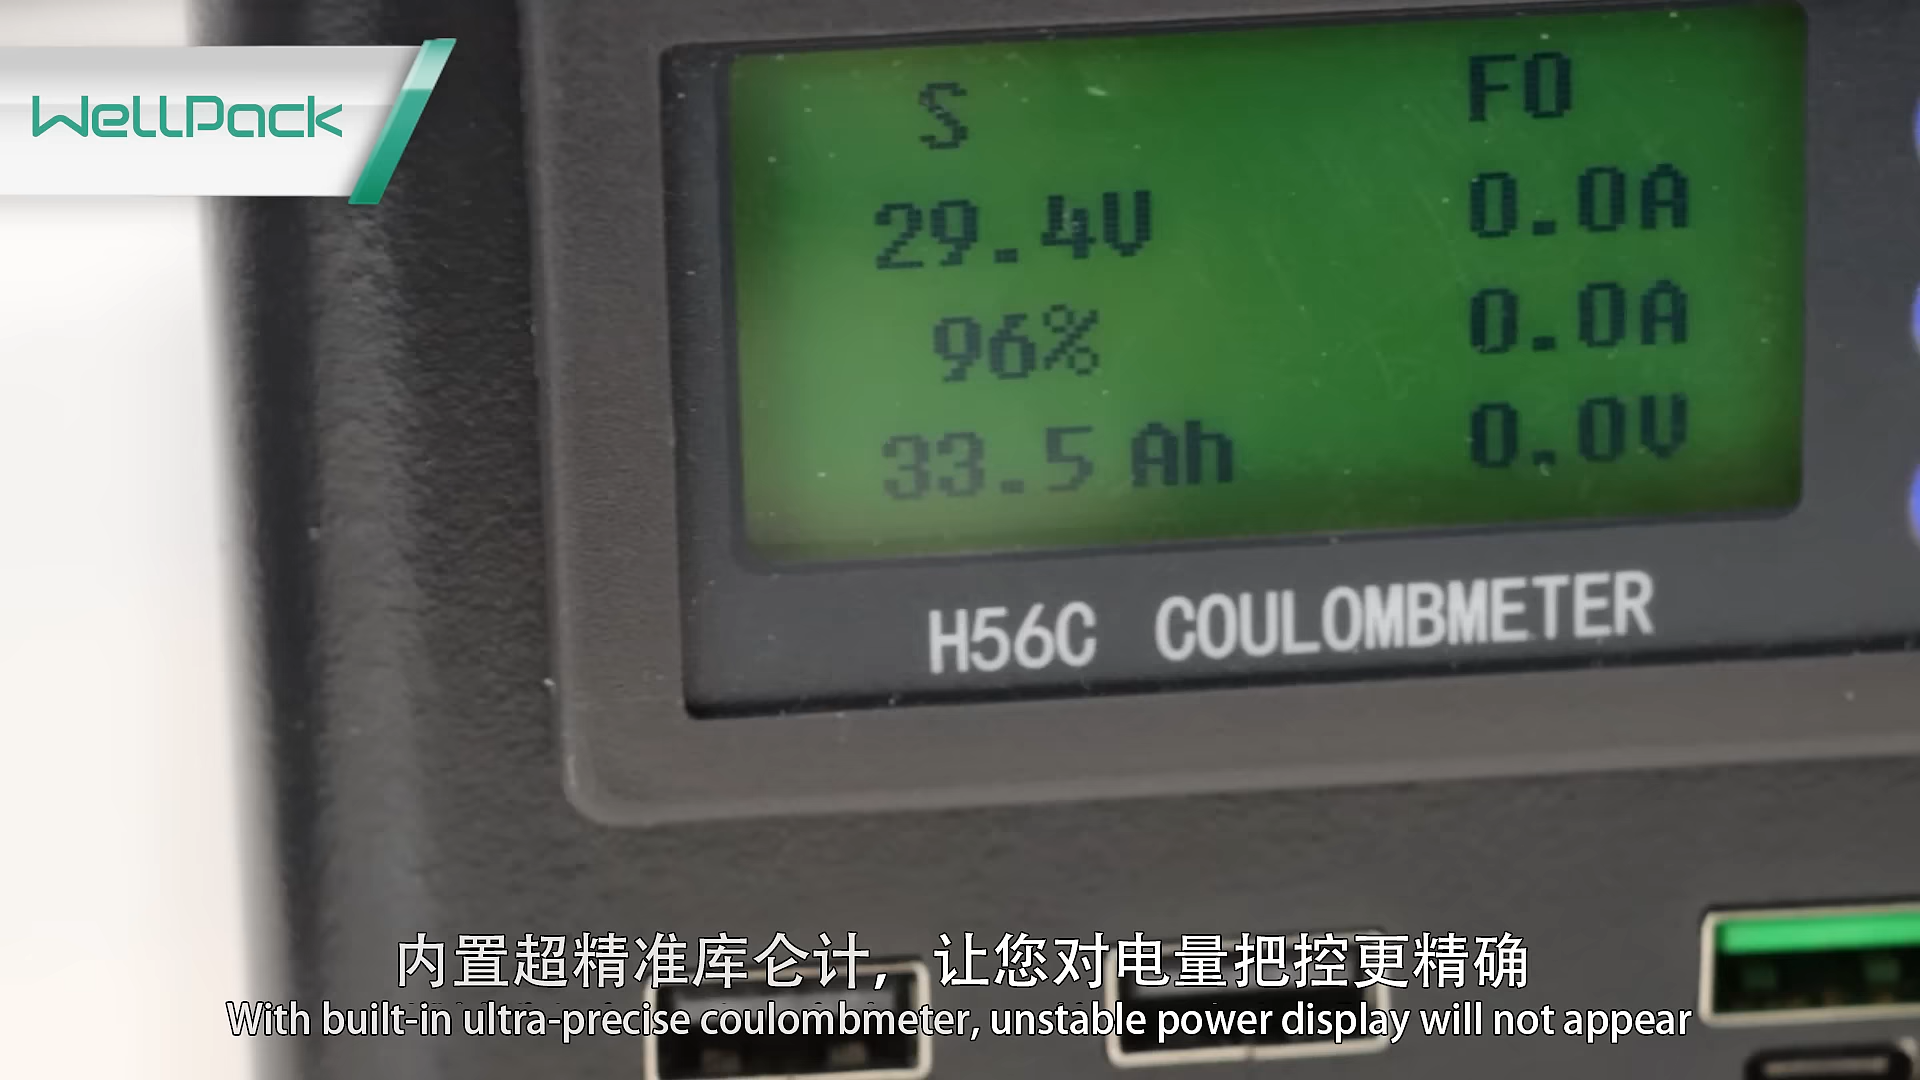 WellPack
S F0
29.4V 0.0A
96% 0.0A
33.5 Ah 0.0V
H56C COULOMBMETER
内置超精准库仑计，让您对电量把控更精确
With built-in ultra-precise coulombmeter, unstable power display will not appear